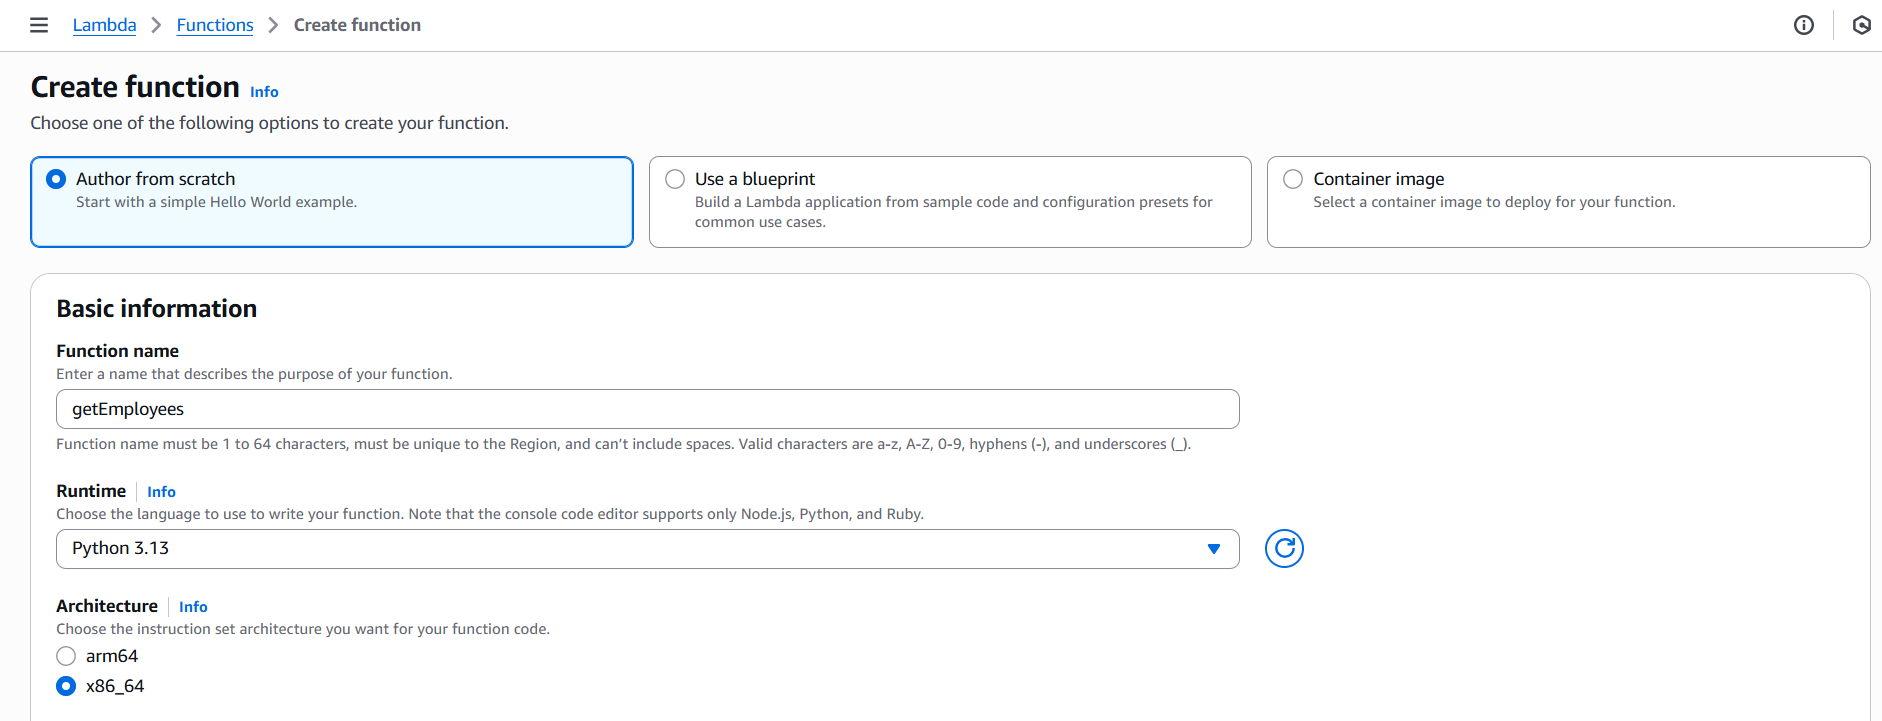 Lambda > Functions > Create function
Create function Info
Choose one of the following options to create your function.
Author from scratch
Start with a simple Hello World example.
Use a blueprint
Build a Lambda application from sample code and configuration presets for
common use cases.
Container image
Select a container image to deploy for your function.
Basic information
Function name
Enter a name that describes the purpose of your function.
getEmployees
Function name must be 1 to 64 characters, must be unique to the Region, and can't include spaces. Valid characters are a-z, A-Z, 0-9, hyphens (-), and underscores (_).
Runtime Info
Choose the language to use to write your function. Note that the console code editor supports only Node.js, Python, and Ruby.
Python 3.13
Architecture Info
Choose the instruction set architecture you want for your function code.
arm64
x86_64